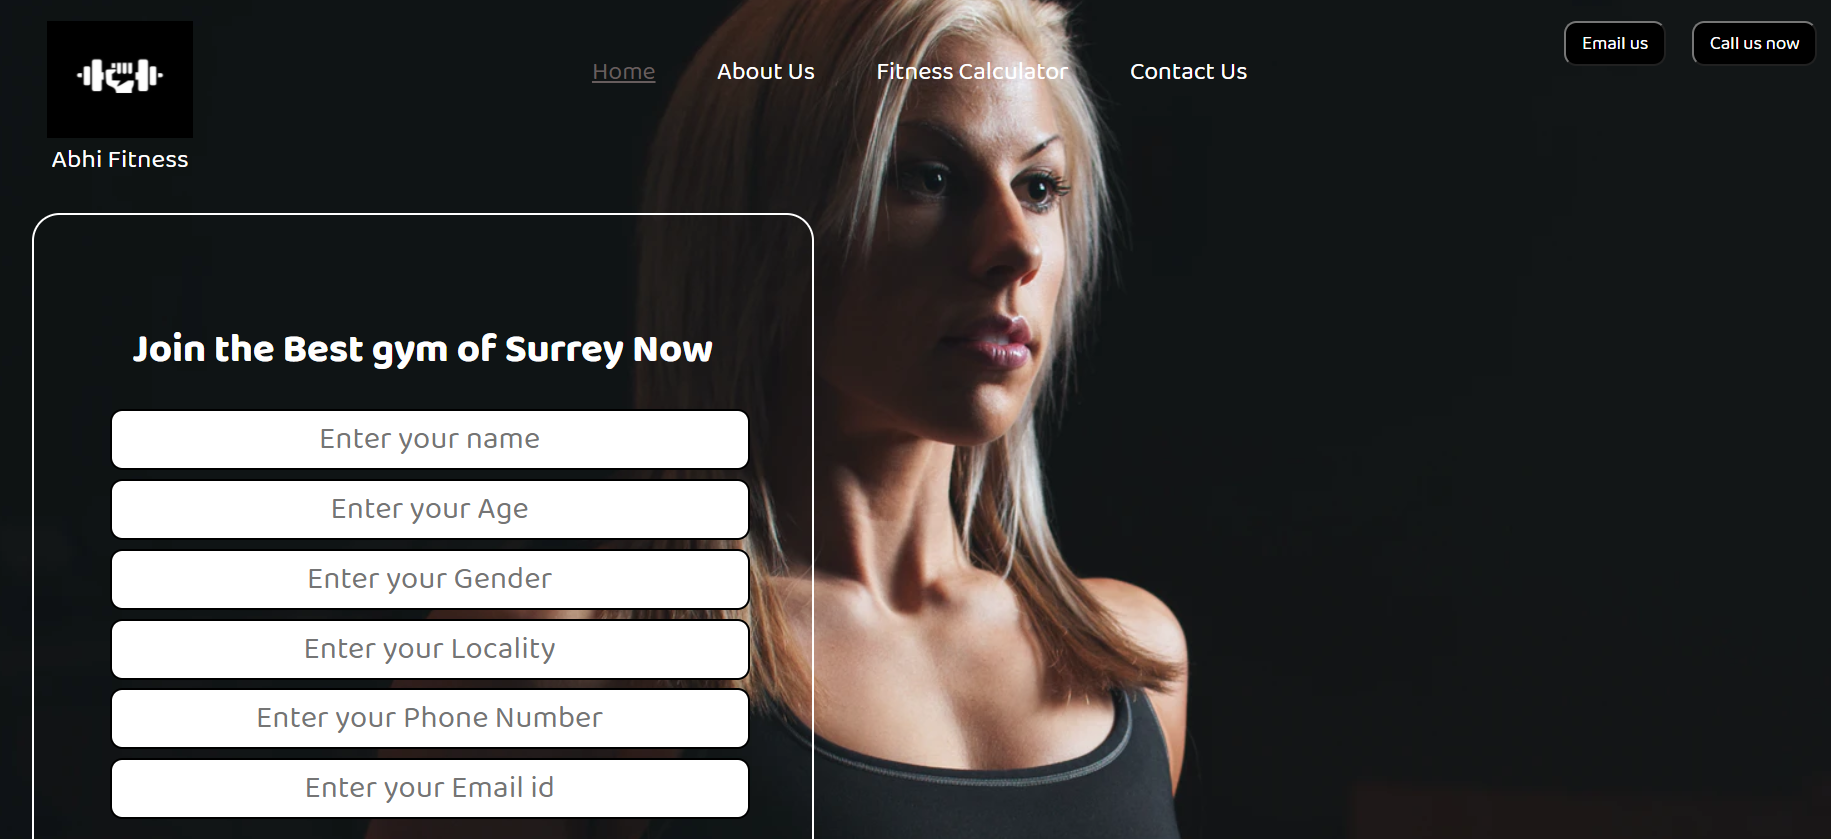 Home
About Us
Fitness Calculator
Contact Us
Email us
Call us now
Abhi Fitness
Join the Best gym of Surrey Now
Enter your name
Enter your Age
Enter your Gender
Enter your Locality
Enter your Phone Number
Enter your Email id